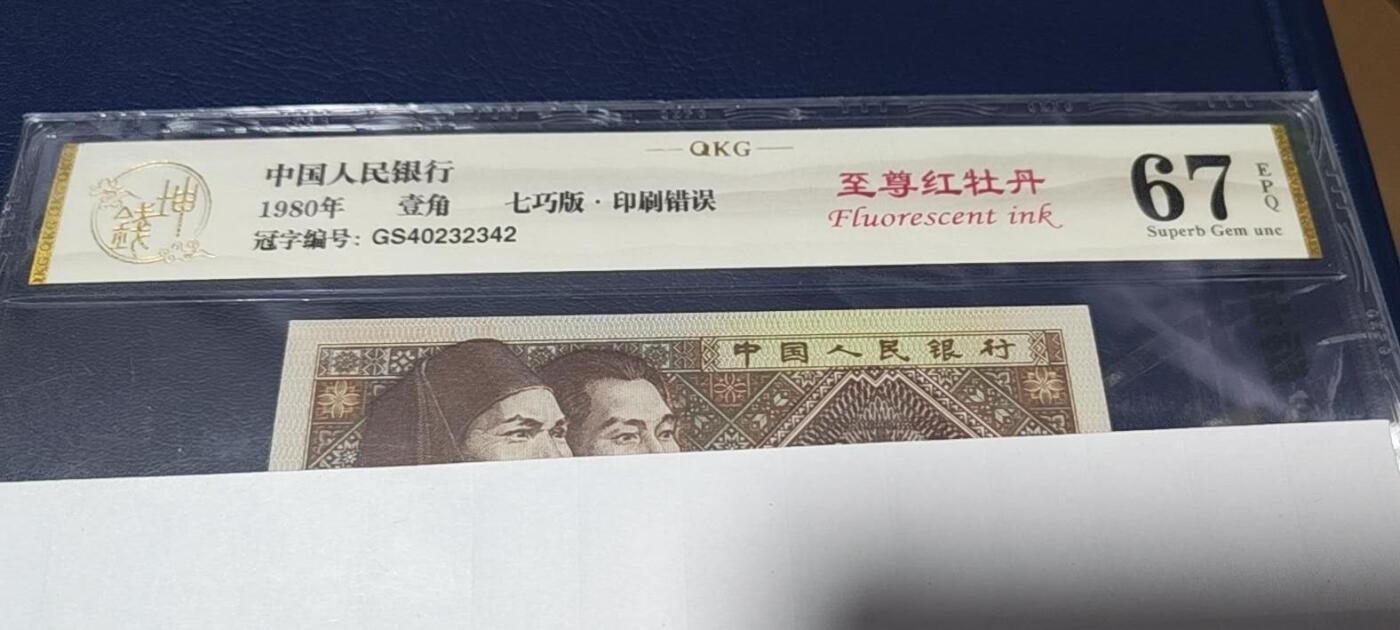 QKG
中国人民银行
1980年 壹角 七巧版·印刷错误
冠字编号: GS40232342
至尊红牡丹
Fluorescent ink
67
EPQ
Superb Gem unc
中国人民银行